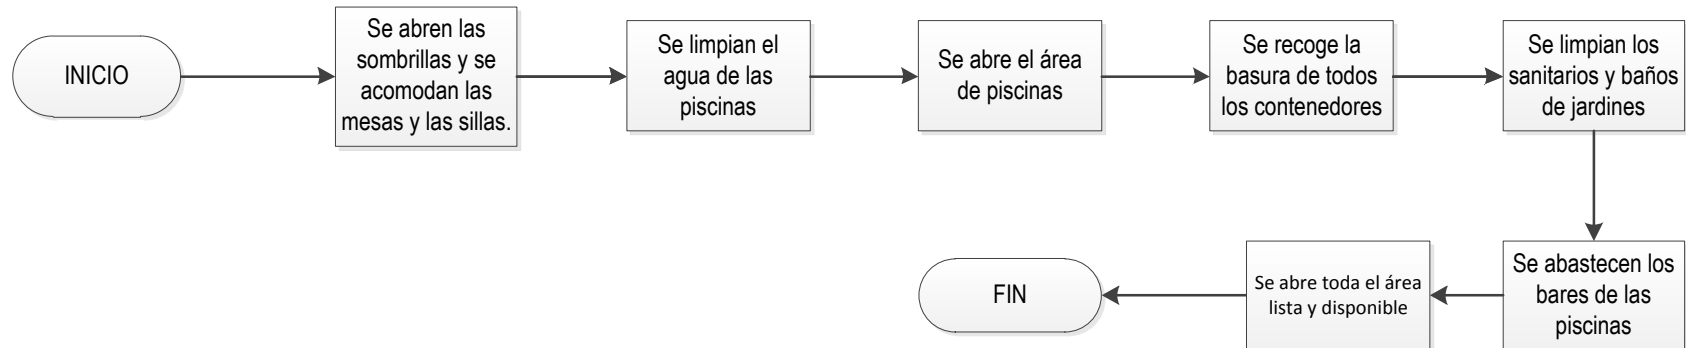 INICIO
Se abren las
sombrillas y se
acomodan las
mesas y las sillas.
Se limpian el
agua de las
piscinas
Se abre el área
de piscinas
Se recoge la
basura de todos
los contenedores
Se limpian los
sanitarios y baños
de jardines
Se abastecen los
bares de las
piscinas
Se abre toda el área
lista y disponible
FIN